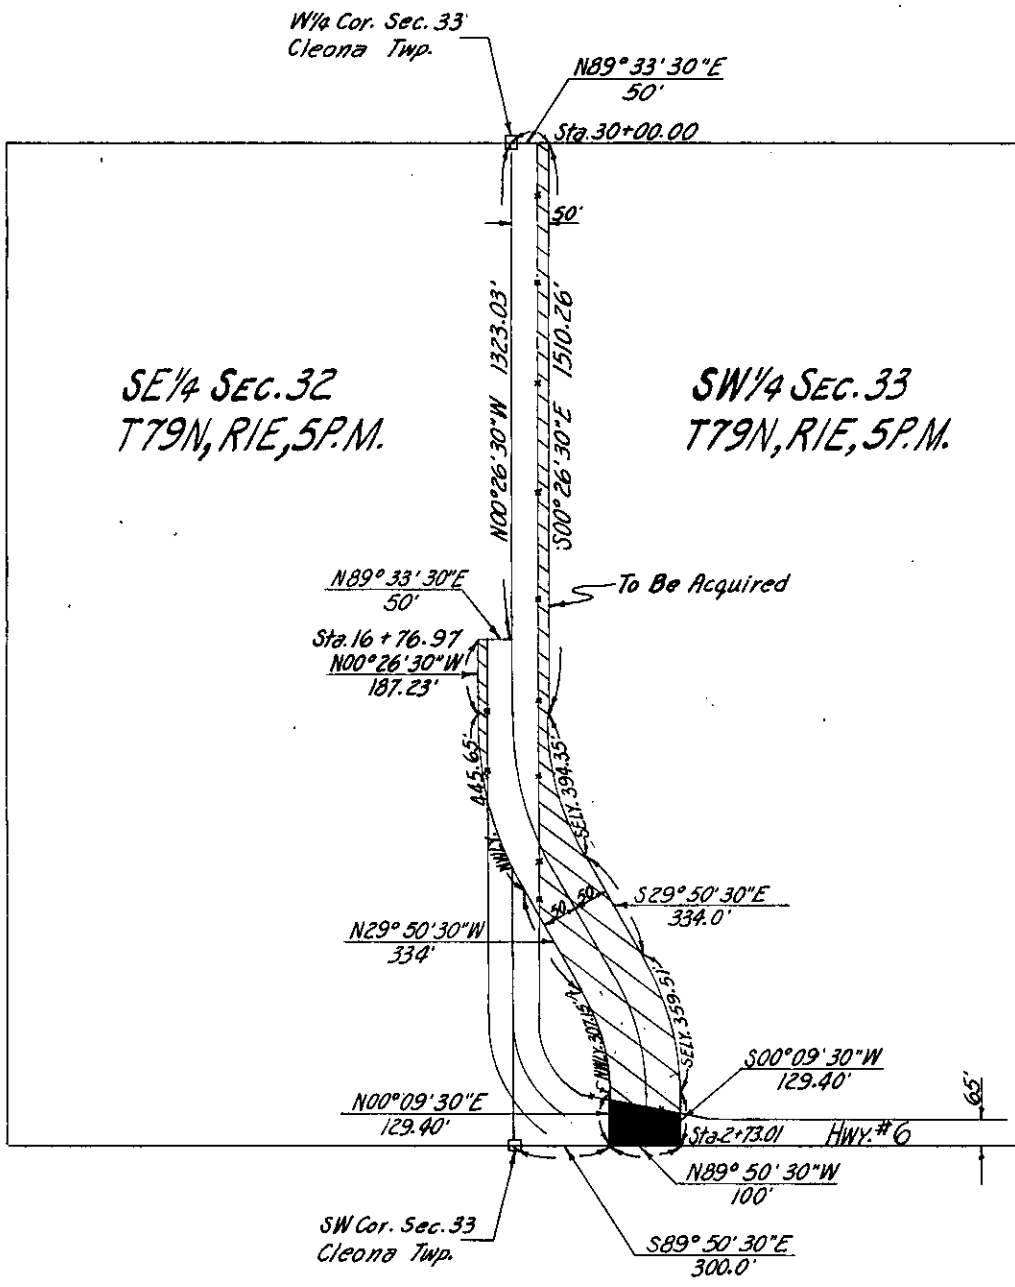 W¼ Cor. Sec. 33
Cleona Twp.
N89°33'30"E
50'
Sta. 30+00.00
50'
N00°26'30"W 1323.03'
S00°26'30"E 1510.26'
SE¼ SEC. 32
T79N, R1E, 5P.M.
SW¼ SEC. 33
T79N, R1E, 5P.M.
To Be Acquired
N89°33'30"E
50'
Sta. 16+76.97
N00°26'30"W
187.23'
NWLY. 445.65'
SELY. 394.35'
50' 50'
S29°50'30"E
334.0'
N29°50'30"W
334'
NWLY. 307.15'
SELY. 359.51'
S00°09'30"W
129.40'
N00°09'30"E
129.40'
65'
Sta. 2+73.01
HWY. #6
N89°50'30"W
100'
SW Cor. Sec. 33
Cleona Twp.
S89°50'30"E
300.0'